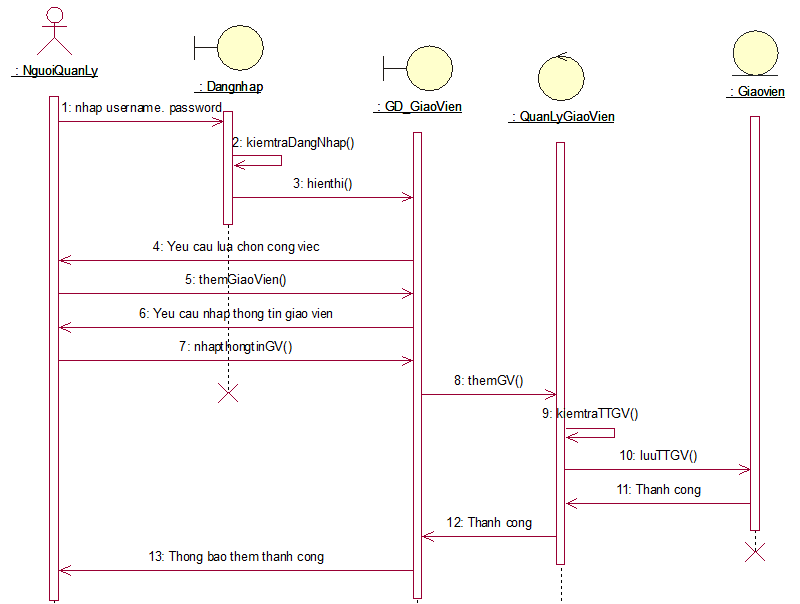 : NguoiQuanLy
: Dangnhap
: GD_GiaoVien
: QuanLyGiaoVien
: Giaovien
1: nhap username. password
2: kiemtraDangNhap()
3: hienthi()
4: Yeu cau lua chon cong viec
5: themGiaoVien()
6: Yeu cau nhap thong tin giao vien
7: nhapthongtinGV()
8: themGV()
9: kiemtraTTGV()
10: luuTTGV()
11: Thanh cong
12: Thanh cong
13: Thong bao them thanh cong